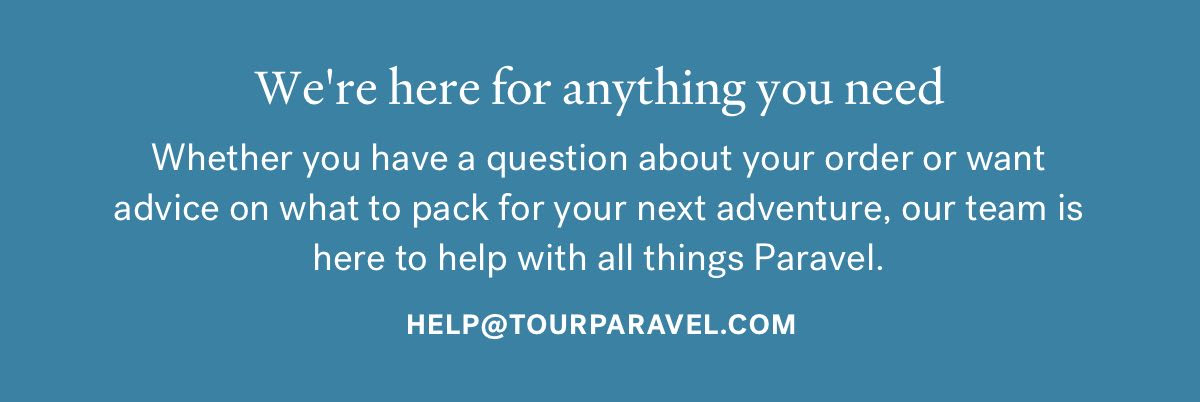 We're here for anything you need
Whether you have a question about your order or want
advice on what to pack for your next adventure, our team is
here to help with all things Paravel.
HELP@TOURPARAVEL.COM